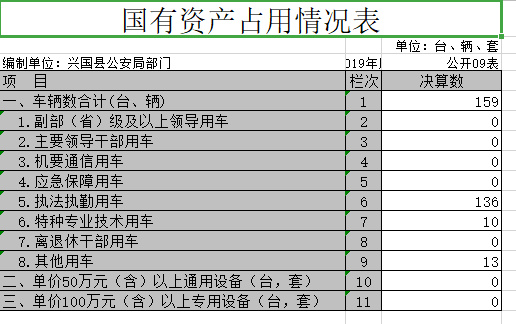 国有资产占用情况表
单位：台、辆、套
编制单位：兴国县公安局部门 019年 公开09表
项 目 栏次 决算数
一、车辆数合计(台、辆) 1 159
1.副部（省）级及以上领导用车 2 0
2.主要领导干部用车 3 0
3.机要通信用车 4 0
4.应急保障用车 5 0
5.执法执勤用车 6 136
6.特种专业技术用车 7 10
7.离退休干部用车 8 0
8.其他用车 9 13
二、单价50万元（含）以上通用设备（台，套） 10 0
三、单价100万元（含）以上专用设备（台，套） 11 0